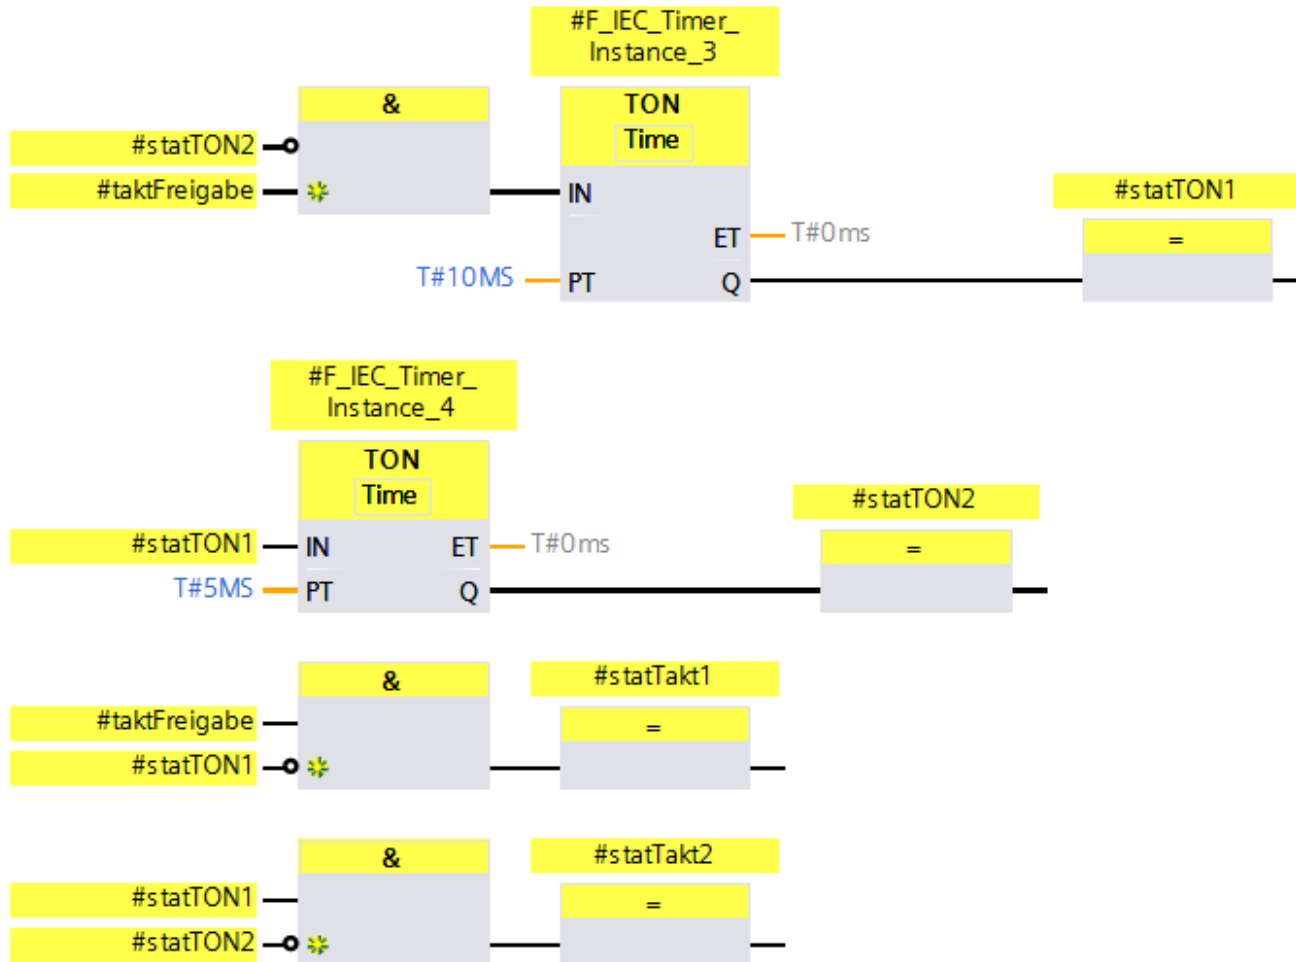 #F_IEC_Timer_
Instance_3
&
TON
Time
#statTON2
#taktFreigabe
IN
#statTON1
ET
T#0ms
=
T#10MS
PT
Q
#F_IEC_Timer_
Instance_4
TON
Time
#statTON2
=
#statTON1
IN
ET
T#0ms
T#5MS
PT
Q
&
#statTakt1
#taktFreigabe
=
#statTON1
&
#statTakt2
#statTON1
=
#statTON2